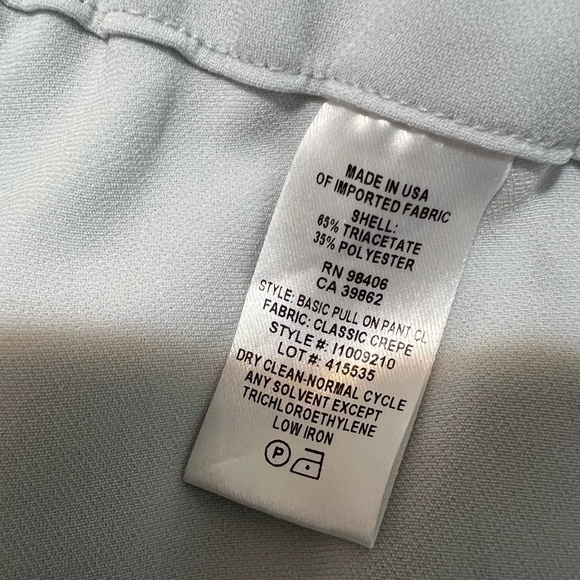 MADE IN USA
OF IMPORTED FABRIC
SHELL:
65% TRIACETATE
35% POLYESTER
RN 98406
CA 39862
STYLE: BASIC PULL ON PANT CL
FABRIC: CLASSIC CREPE
STYLE #: I1009210
LOT #: 415535
DRY CLEAN-NORMAL CYCLE
ANY SOLVENT EXCEPT
TRICHLOROETHYLENE
LOW IRON
P